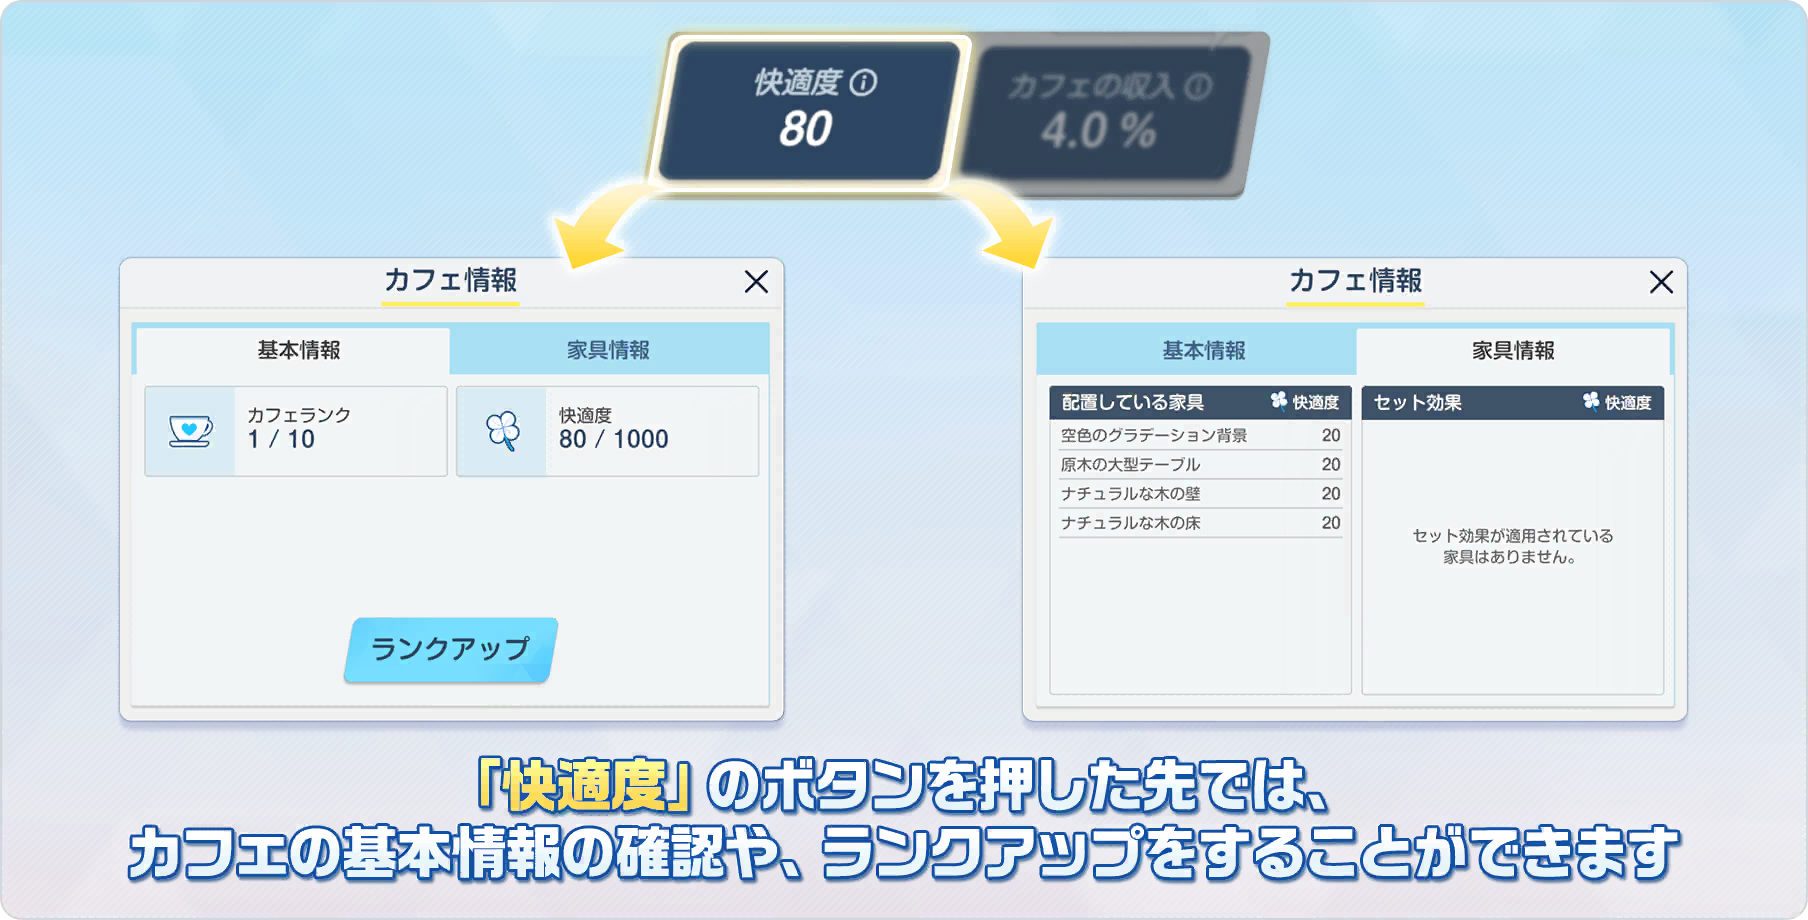 快適度
80
カフェの収入
4.0 %
カフェ情報
基本情報
家具情報
カフェランク
1 / 10
快適度
80 / 1000
ランクアップ
カフェ情報
基本情報
家具情報
配置している家具 快適度
空色のグラデーション背景 20
原木の大型テーブル 20
ナチュラルな木の壁 20
ナチュラルな木の床 20
セット効果 快適度
セット効果が適用されている
家具はありません。
「快適度」のボタンを押した先では、
カフェの基本情報の確認や、ランクアップをすることができます